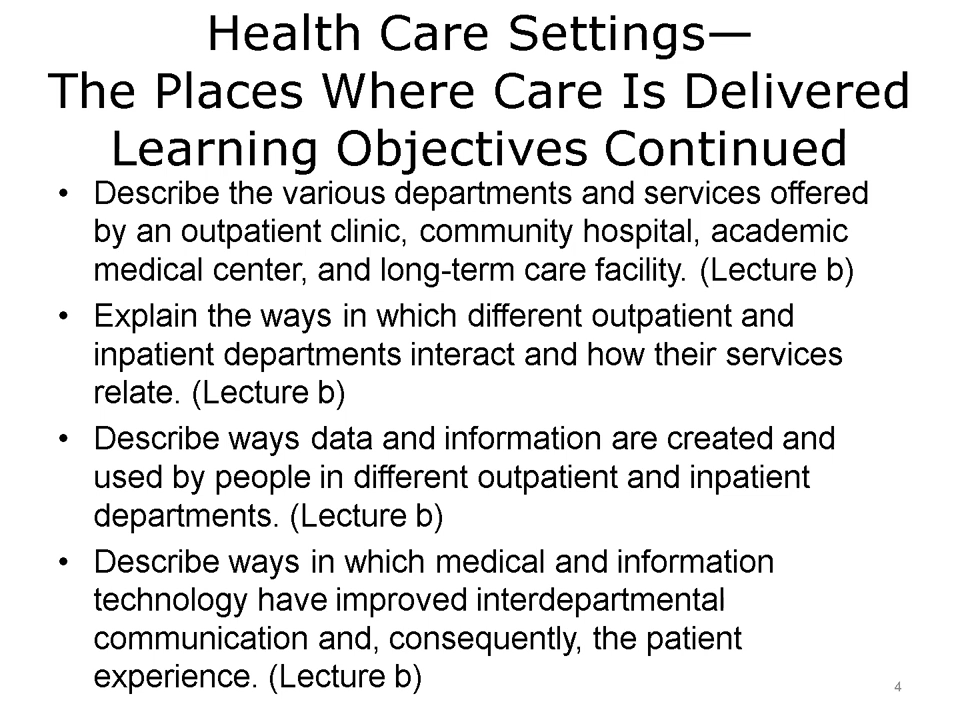 Health Care Settings—
The Places Where Care Is Delivered
Learning Objectives Continued
• Describe the various departments and services offered
by an outpatient clinic, community hospital, academic
medical center, and long-term care facility. (Lecture b)
• Explain the ways in which different outpatient and
inpatient departments interact and how their services
relate. (Lecture b)
• Describe ways data and information are created and
used by people in different outpatient and inpatient
departments. (Lecture b)
• Describe ways in which medical and information
technology have improved interdepartmental
communication and, consequently, the patient
experience. (Lecture b)
4